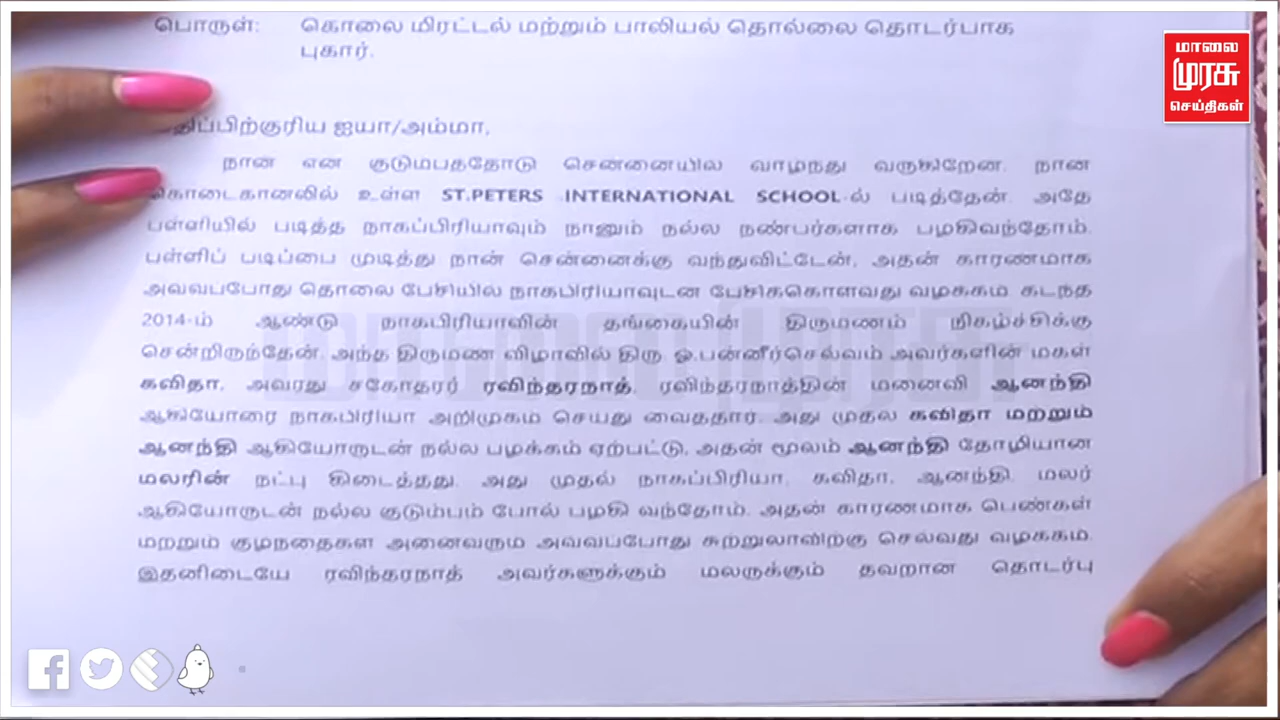 பொருள்: கொலை மிரட்டல் மற்றும் பாலியல் தொல்லை தொடர்பாக
புகார்.
மாலை
முரசு
செய்திகள்
ஐயா/அம்மா,
நான் என் குடும்பத்தோடு சென்னையில் வாழ்ந்து வருகிறேன். நான்
கொடைகானலில் உள்ள ST.PETERS INTERNATIONAL SCHOOL-ல் படித்தேன். அதே
பள்ளியில் படித்த நாகப்பிரியாவும் நானும் நல்ல நண்பர்களாக பழகிவந்தோம்.
பள்ளிப் படிப்பை முடித்து நான் சென்னைக்கு வந்துவிட்டேன், அதன் காரணமாக
அவ்வப்போது தொலை பேசியில் நாகபிரியாவுடன் பேசிக்கொள்வது வழக்கம் கடந்த
2014-ம் ஆண்டு நாகபிரியாவின் தங்கையின் திருமணம் நிகழ்ச்சிக்கு
சென்றிருந்தேன். அந்த திருமண விழாவில் திரு. ஓ.பன்னீர்செல்வம் அவர்களின் மகள்
கவிதா, அவரது சகோதரர் ரவிந்தரநாத், ரவிந்தரநாத்தின் மனைவி ஆனந்தி
ஆகியோரை நாகபிரியா அறிமுகம் செய்து வைத்தார். அது முதல் கவிதா மற்றும்
ஆனந்தி ஆகியோருடன் நல்ல பழக்கம் ஏற்பட்டு, அதன் மூலம் ஆனந்தி தோழியான
மலரின் நட்பு கிடைத்தது. அது முதல் நாகப்பிரியா, கவிதா, ஆனந்தி, மலர்
ஆகியோருடன் நல்ல குடும்பம் போல் பழகி வந்தோம். அதன் காரணமாக பெண்கள்
மற்றும் குழந்தைகள் அனைவரும் அவ்வப்போது சுற்றுலாவிற்கு செல்வது வழக்கம்.
இதனிடையே ரவிந்தரநாத் அவர்களுக்கும் மலருக்கும் தவறான தொடர்பு